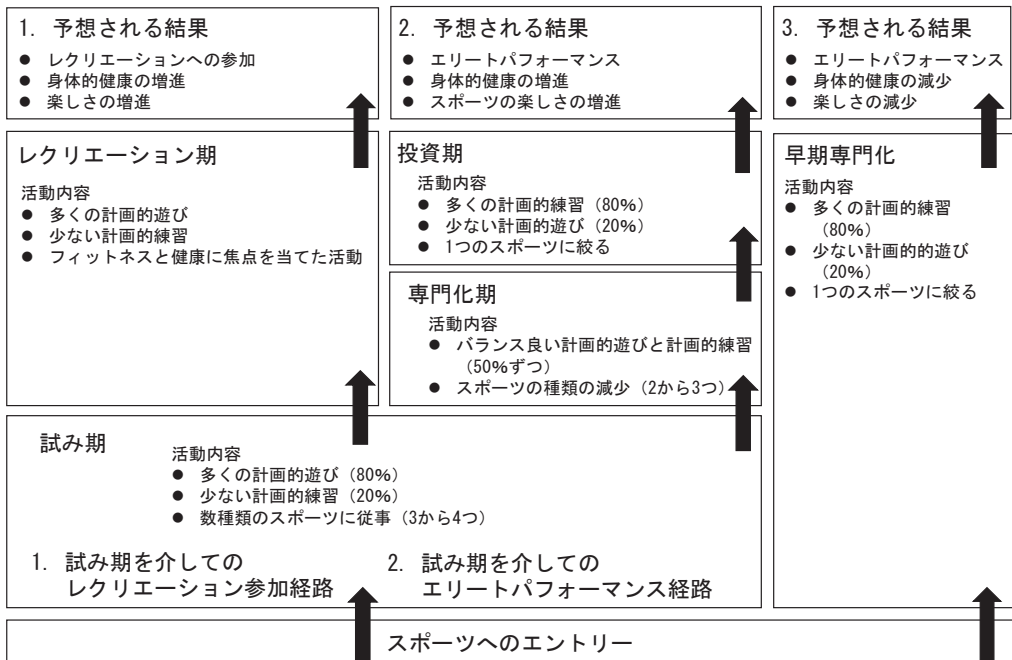 1. 予想される結果
● レクリエーションへの参加
● 身体的健康の増進
● 楽しさの増進
2. 予想される結果
● エリートパフォーマンス
● 身体的健康の増進
● スポーツの楽しさの増進
3. 予想される結果
● エリートパフォーマンス
● 身体的健康の減少
● 楽しさの減少
レクリエーション期
活動内容
● 多くの計画的遊び
● 少ない計画的練習
● フィットネスと健康に焦点を当てた活動
投資期
活動内容
● 多くの計画的練習（80%）
● 少ない計画的遊び（20%）
● 1つのスポーツに絞る
専門化期
活動内容
● バランス良い計画的遊びと計画的練習
（50%ずつ）
● スポーツの種類の減少（2から3つ）
早期専門化
活動内容
● 多くの計画的練習
（80%）
● 少ない計画的的遊び
（20%）
● 1つのスポーツに絞る
試み期
活動内容
● 多くの計画的遊び（80%）
● 少ない計画的練習（20%）
● 数種類のスポーツに従事（3から4つ）
1. 試み期を介しての
レクリエーション参加経路
2. 試み期を介しての
エリートパフォーマンス経路
スポーツへのエントリー